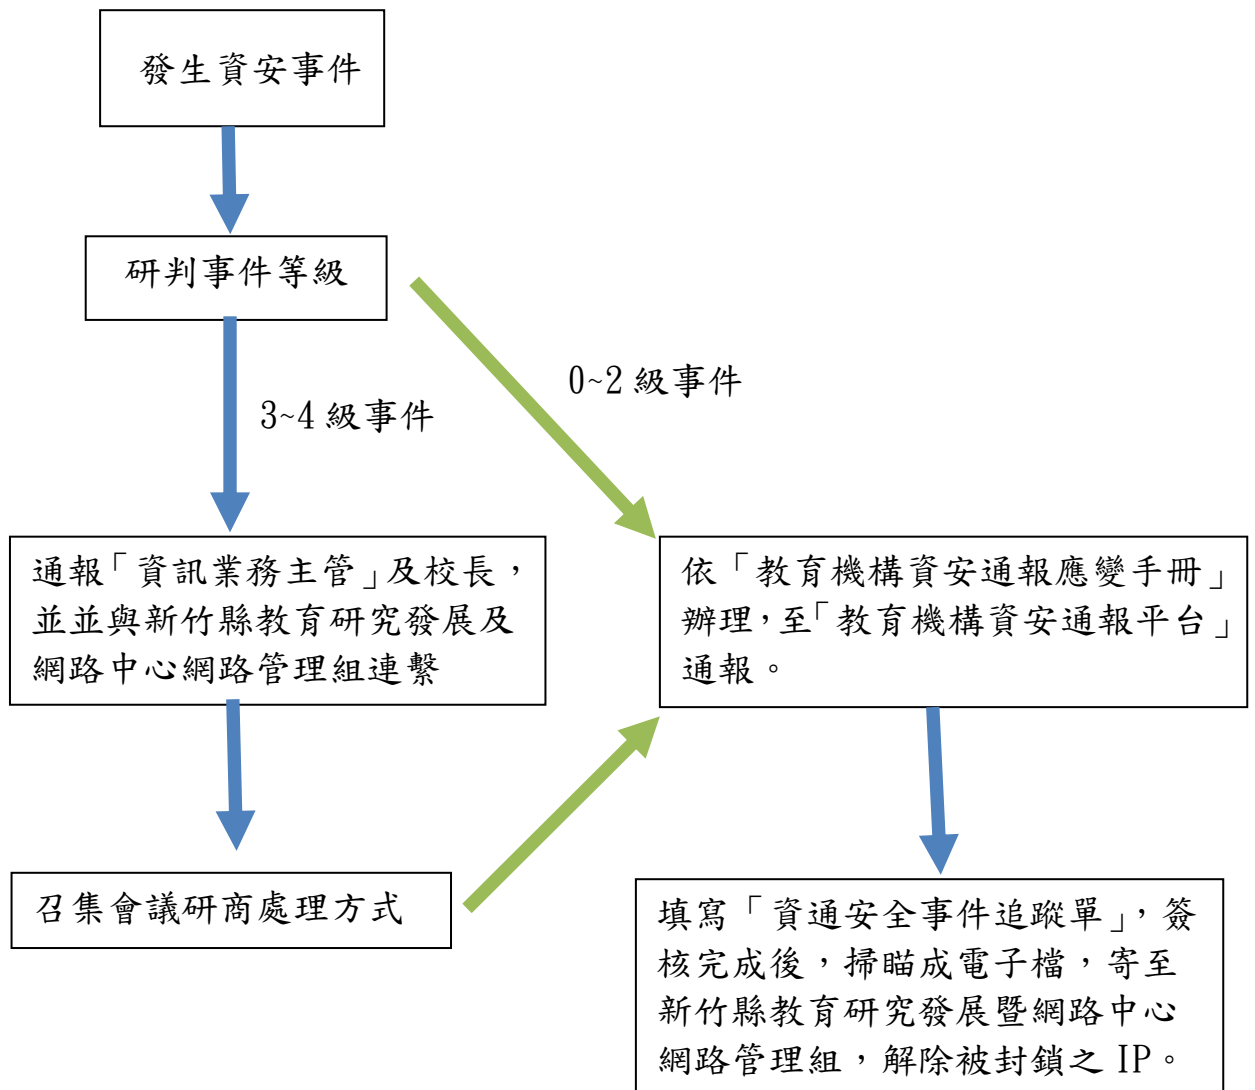 發生資安事件
研判事件等級
0~2 級事件
3~4 級事件
通報「資訊業務主管」及校長，
並並與新竹縣教育研究發展及
網路中心網路管理組連繫
依「教育機構資安通報應變手冊」
辦理，至「教育機構資安通報平台」
通報。
召集會議研商處理方式
填寫「資通安全事件追蹤單」，簽
核完成後，掃瞄成電子檔，寄至
新竹縣教育研究發展暨網路中心
網路管理組，解除被封鎖之 IP。